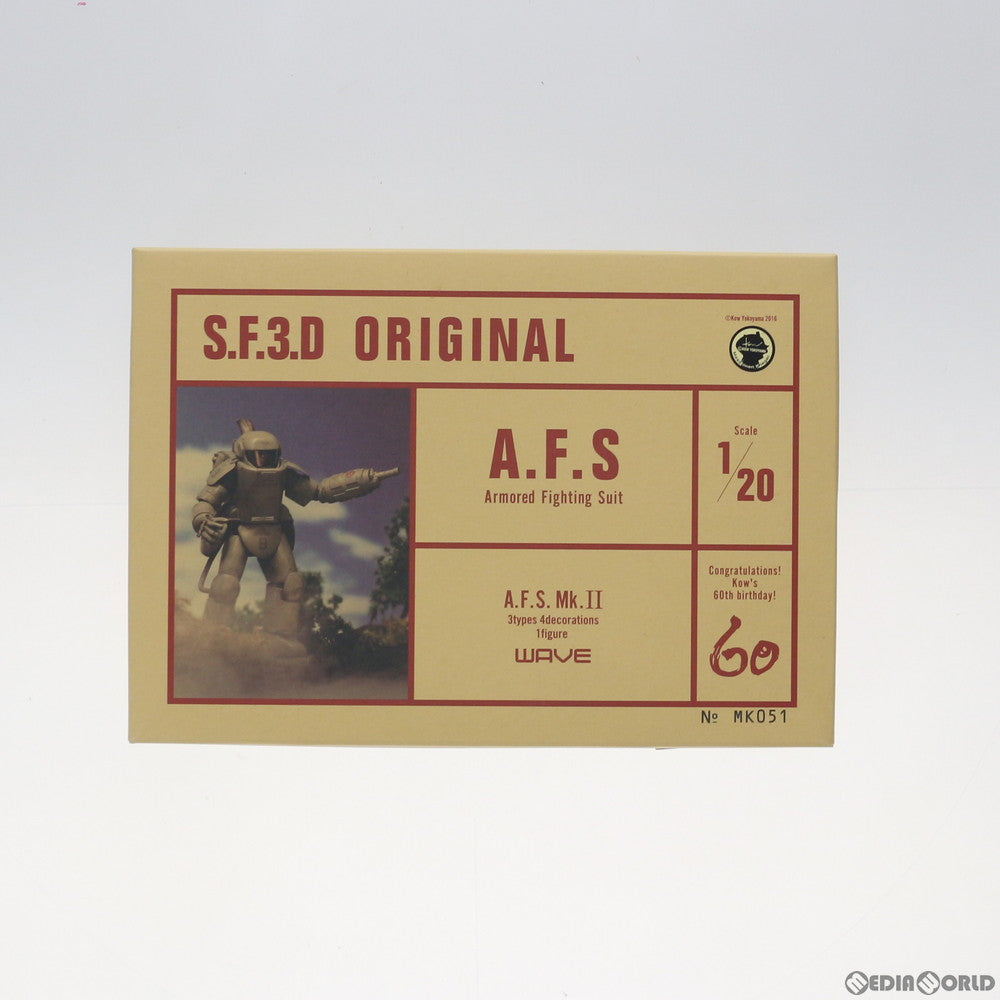 S.F.3.D ORIGINAL
©Kow Yokoyama 2016
A.F.S
Armored Fighting Suit
Scale
1/20
A.F.S. Mk.II
3types 4decorations
1figure
WAVE
Congratulations!
Kow's
60th birthday!
60
№ MK051
MEDIAWORLD